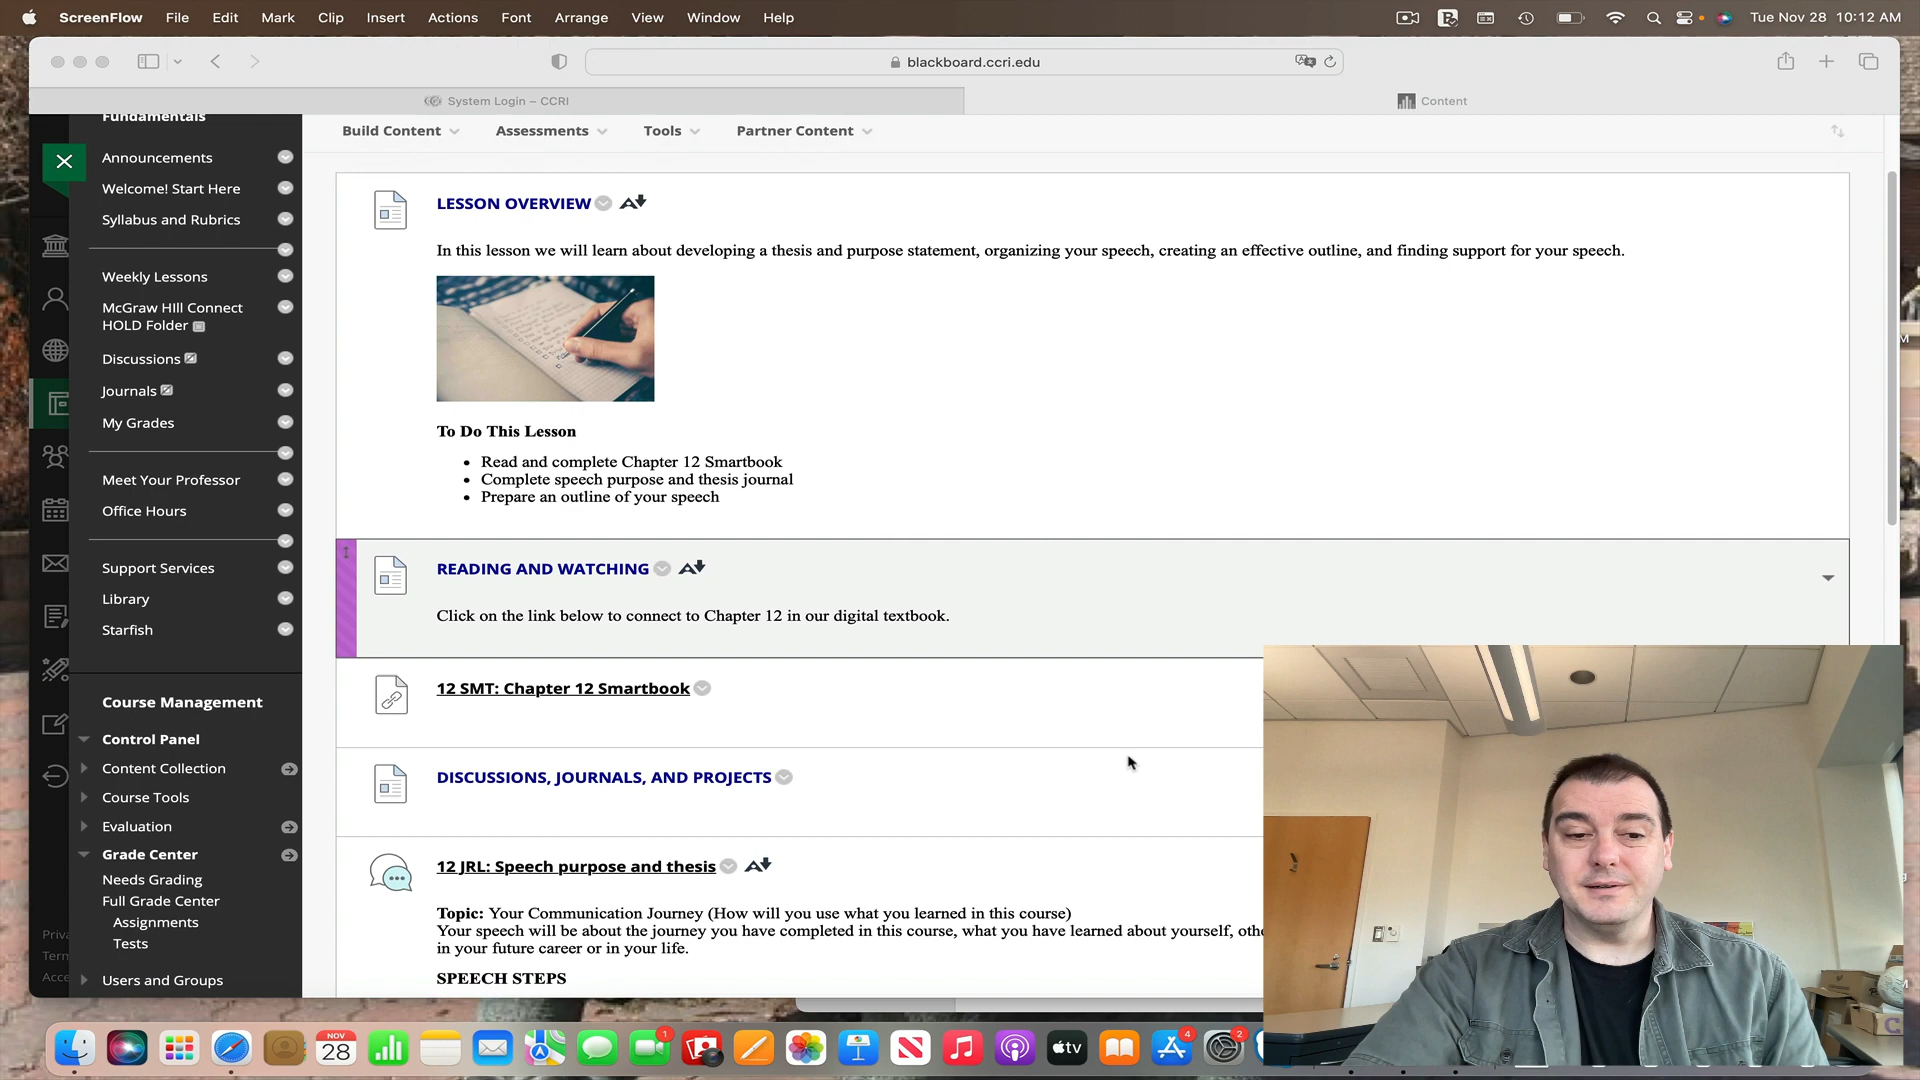 ScreenFlow File Edit Mark Clip Insert Actions Font Arrange View Window Help Tue Nov 28 10:12 AM
blackboard.ccri.edu
System Login – CCRI
Content
Fundamentals
Announcements
Welcome! Start Here
Syllabus and Rubrics
Weekly Lessons
McGraw HIll Connect
HOLD Folder
Discussions
Journals
My Grades
Meet Your Professor
Office Hours
Support Services
Library
Starfish
Course Management
Control Panel
Content Collection
Course Tools
Evaluation
Grade Center
Needs Grading
Full Grade Center
Assignments
Tests
Users and Groups
Build Content Assessments Tools Partner Content
LESSON OVERVIEW
In this lesson we will learn about developing a thesis and purpose statement, organizing your speech, creating an effective outline, and finding support for your speech.
To Do This Lesson
Read and complete Chapter 12 Smartbook
Complete speech purpose and thesis journal
Prepare an outline of your speech
READING AND WATCHING
Click on the link below to connect to Chapter 12 in our digital textbook.
12 SMT: Chapter 12 Smartbook
DISCUSSIONS, JOURNALS, AND PROJECTS
12 JRL: Speech purpose and thesis
Topic: Your Communication Journey (How will you use what you learned in this course)
Your speech will be about the journey you have completed in this course, what you have learned about yourself, othe
in your future career or in your life.
SPEECH STEPS
NOV
28
1
tv
4
2